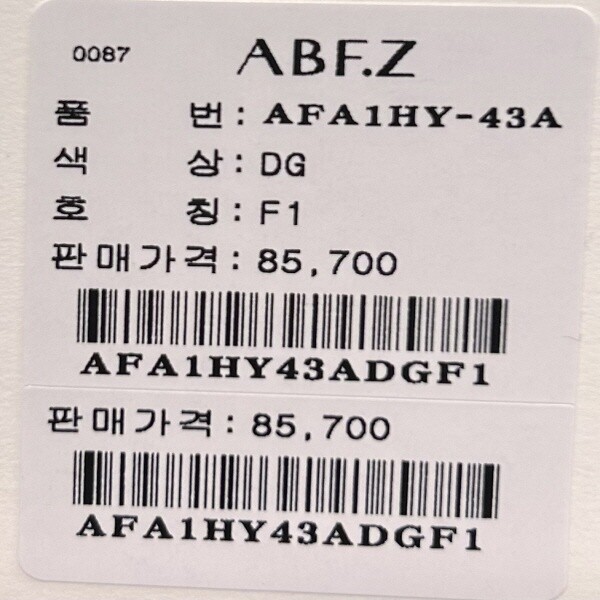 0087 ABF.Z
품 번 : AFA1HY-43A
색 상 : DG
호 칭 : F1
판매가격 : 85,700
AFA1HY43ADGF1
판매가격 : 85,700
AFA1HY43ADGF1